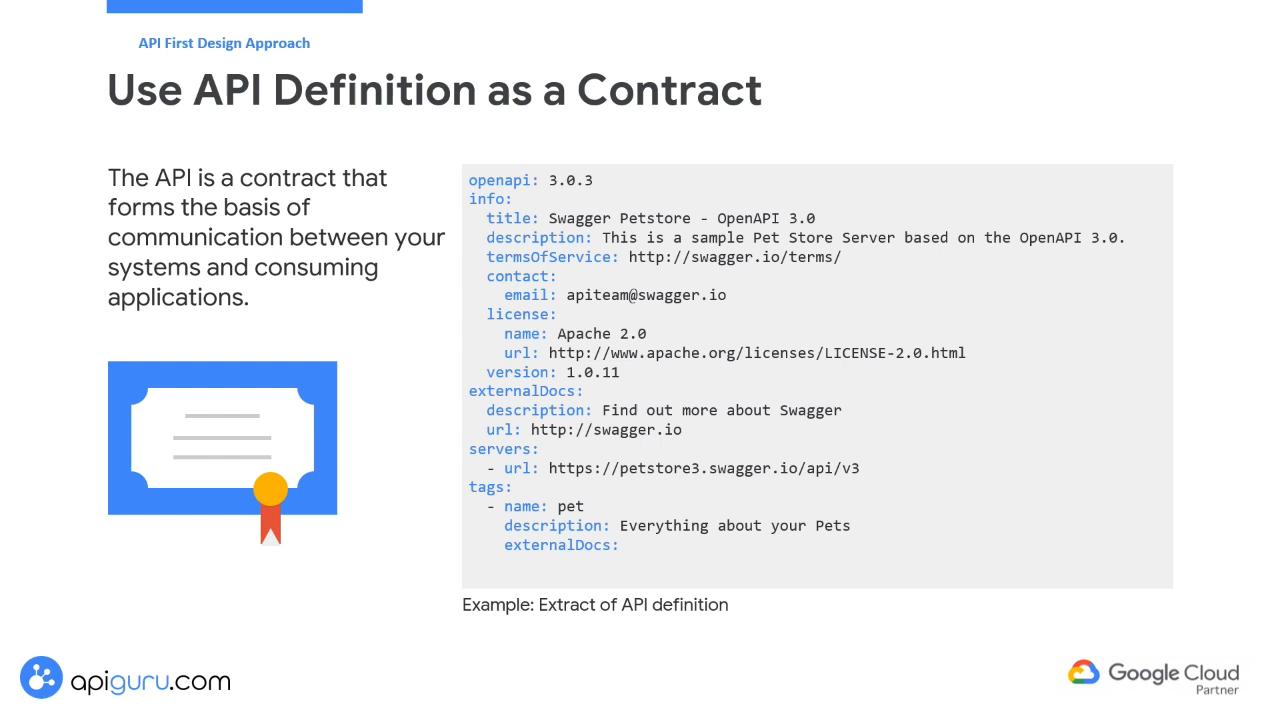 API First Design Approach
Use API Definition as a Contract
The API is a contract that
forms the basis of
communication between your
systems and consuming
applications.
openapi: 3.0.3
info:
  title: Swagger Petstore - OpenAPI 3.0
  description: This is a sample Pet Store Server based on the OpenAPI 3.0.
  termsOfService: http://swagger.io/terms/
  contact:
    email: apiteam@swagger.io
  license:
    name: Apache 2.0
    url: http://www.apache.org/licenses/LICENSE-2.0.html
  version: 1.0.11
externalDocs:
  description: Find out more about Swagger
  url: http://swagger.io
servers:
  - url: https://petstore3.swagger.io/api/v3
tags:
  - name: pet
    description: Everything about your Pets
    externalDocs:
Example: Extract of API definition
apiguru.com
Google Cloud
Partner